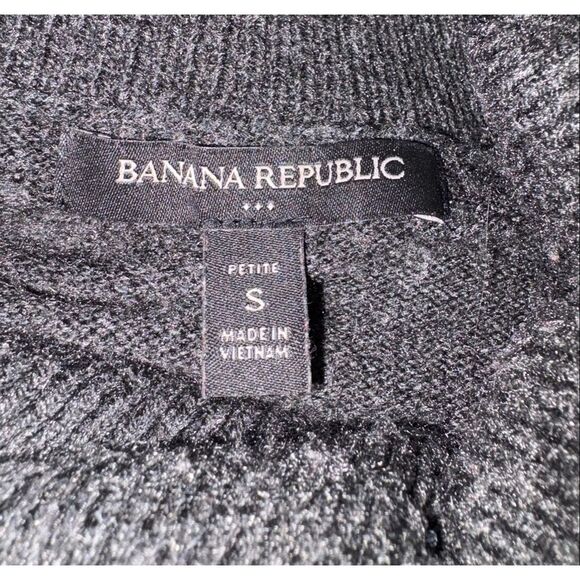 BANANA REPUBLIC
PETITE
S
MADE IN
VIETNAM